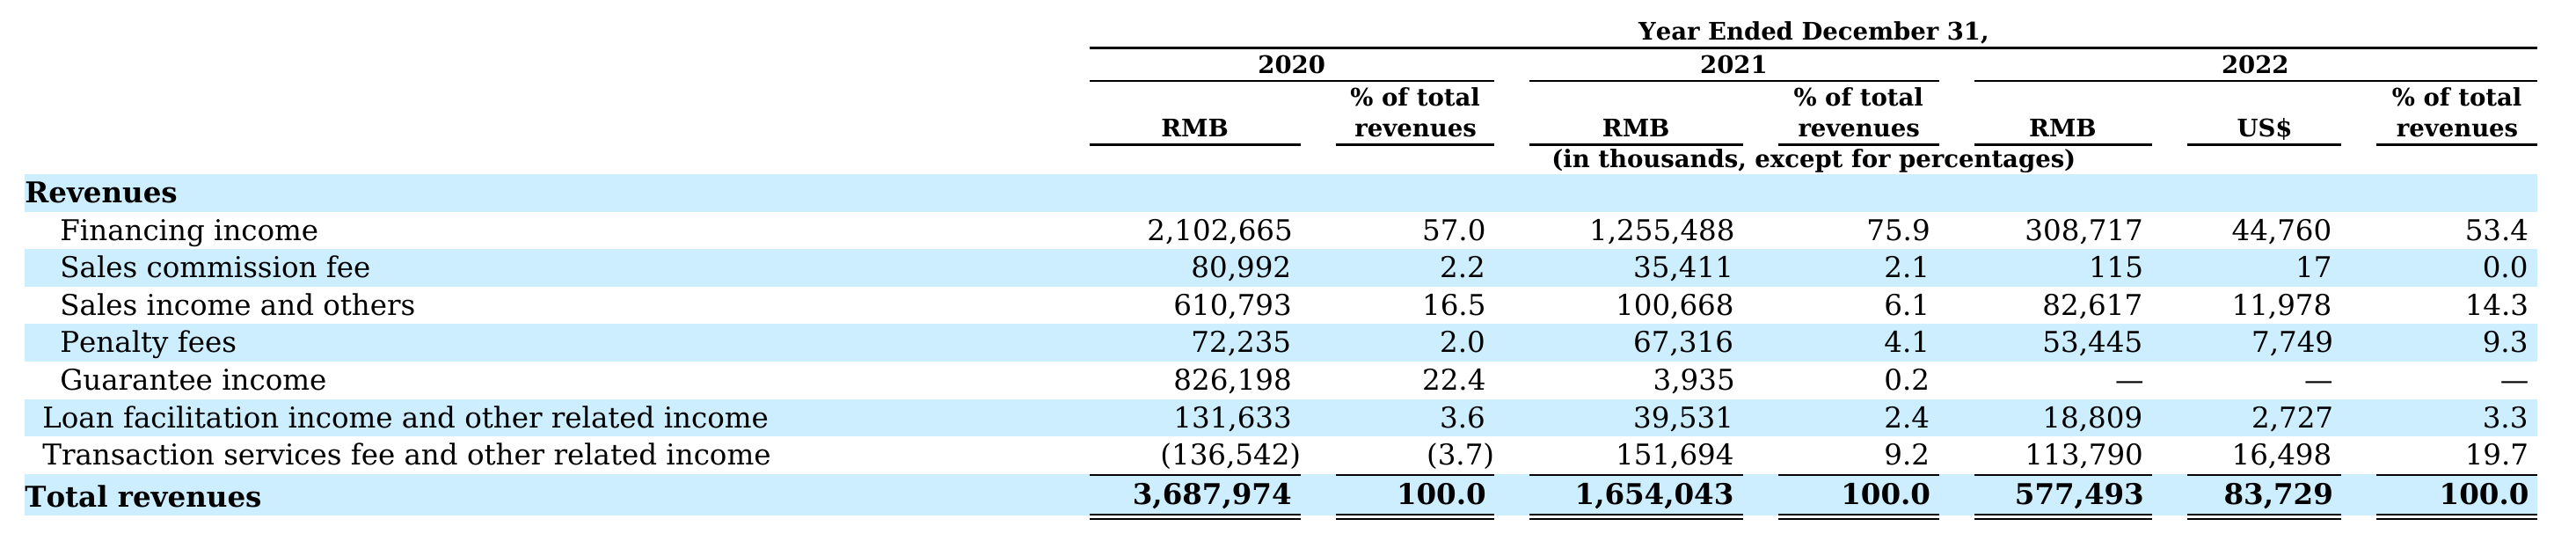 Year Ended December 31,
2020 2021 2022
% of total % of total % of total
RMB revenues RMB revenues RMB US$ revenues
(in thousands, except for percentages)
Revenues
Financing income 2,102,665 57.0 1,255,488 75.9 308,717 44,760 53.4
Sales commission fee 80,992 2.2 35,411 2.1 115 17 0.0
Sales income and others 610,793 16.5 100,668 6.1 82,617 11,978 14.3
Penalty fees 72,235 2.0 67,316 4.1 53,445 7,749 9.3
Guarantee income 826,198 22.4 3,935 0.2 — — —
Loan facilitation income and other related income 131,633 3.6 39,531 2.4 18,809 2,727 3.3
Transaction services fee and other related income (136,542) (3.7) 151,694 9.2 113,790 16,498 19.7
Total revenues 3,687,974 100.0 1,654,043 100.0 577,493 83,729 100.0